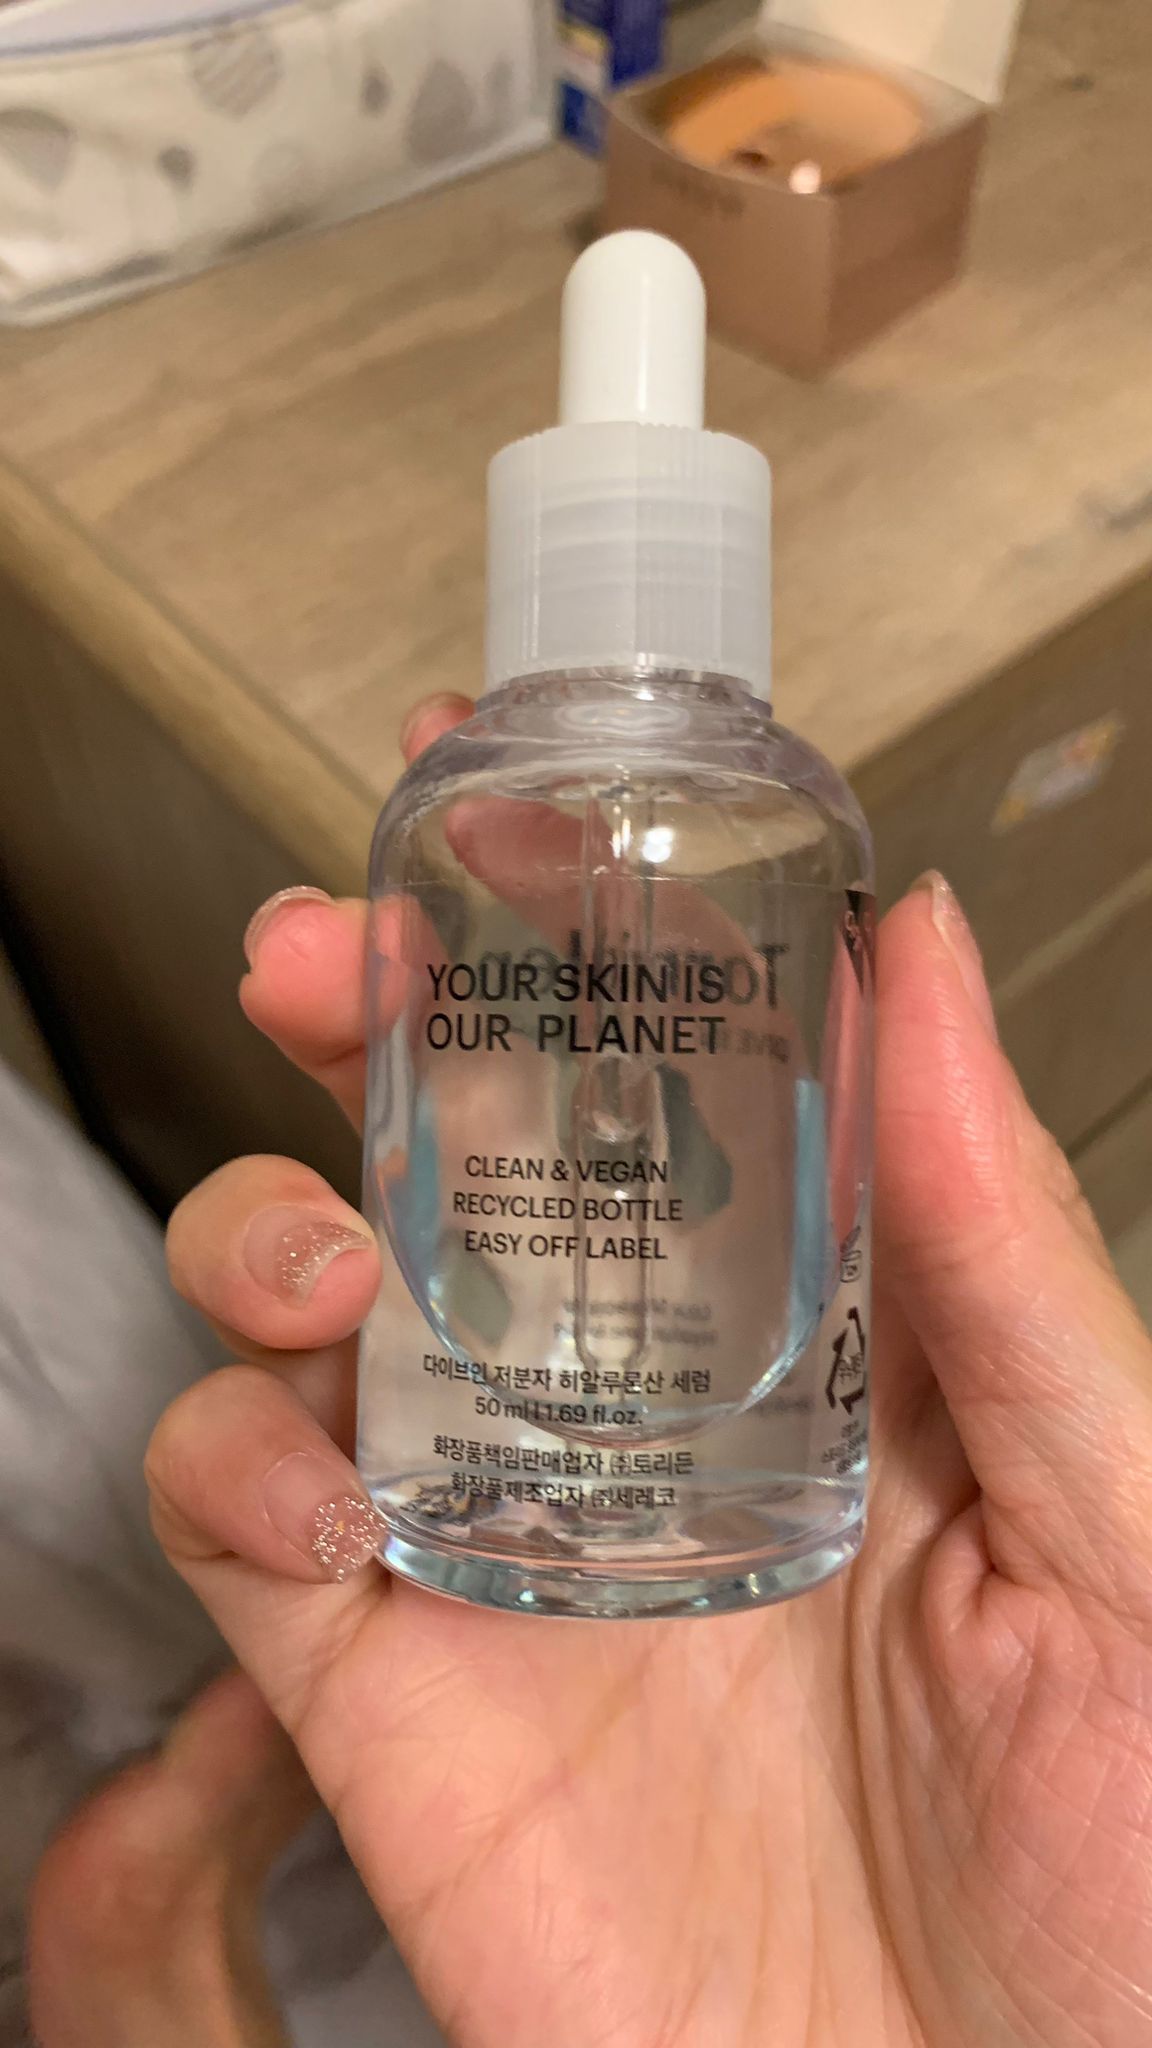 YOUR SKIN IS
OUR PLANET
CLEAN & VEGAN
RECYCLED BOTTLE
EASY OFF LABEL
다이브인 저분자 히알루론산 세럼
50 ml I 1.69 fl.oz.
화장품책임판매업자 ㈜토리든
화장품제조업자 ㈜세레코